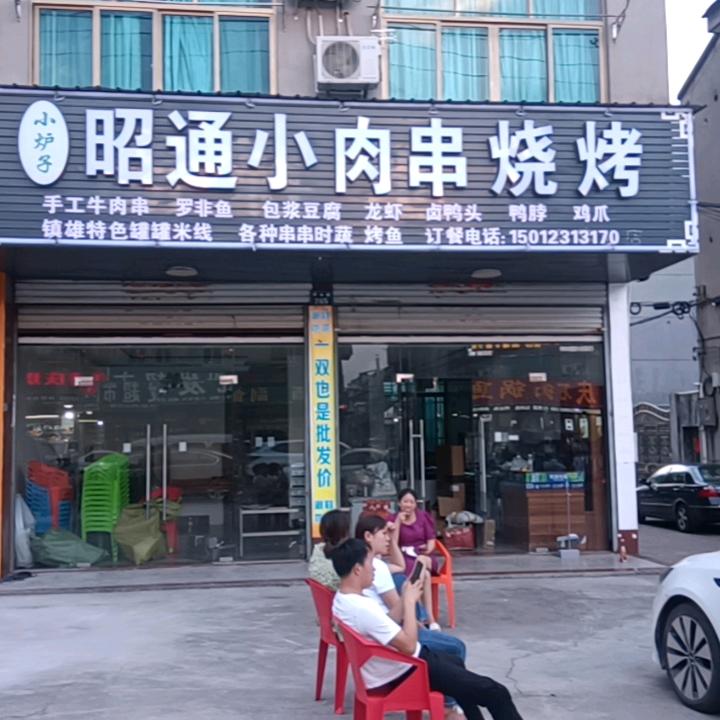 小炉子
昭通小肉串烧烤
手工牛肉串 罗非鱼 包浆豆腐 龙虾 卤鸭头 鸭脖 鸡爪
镇雄特色罐罐米线 各种串串时蔬 烤鱼 订餐电话:15012313170 店
一双也是批发价